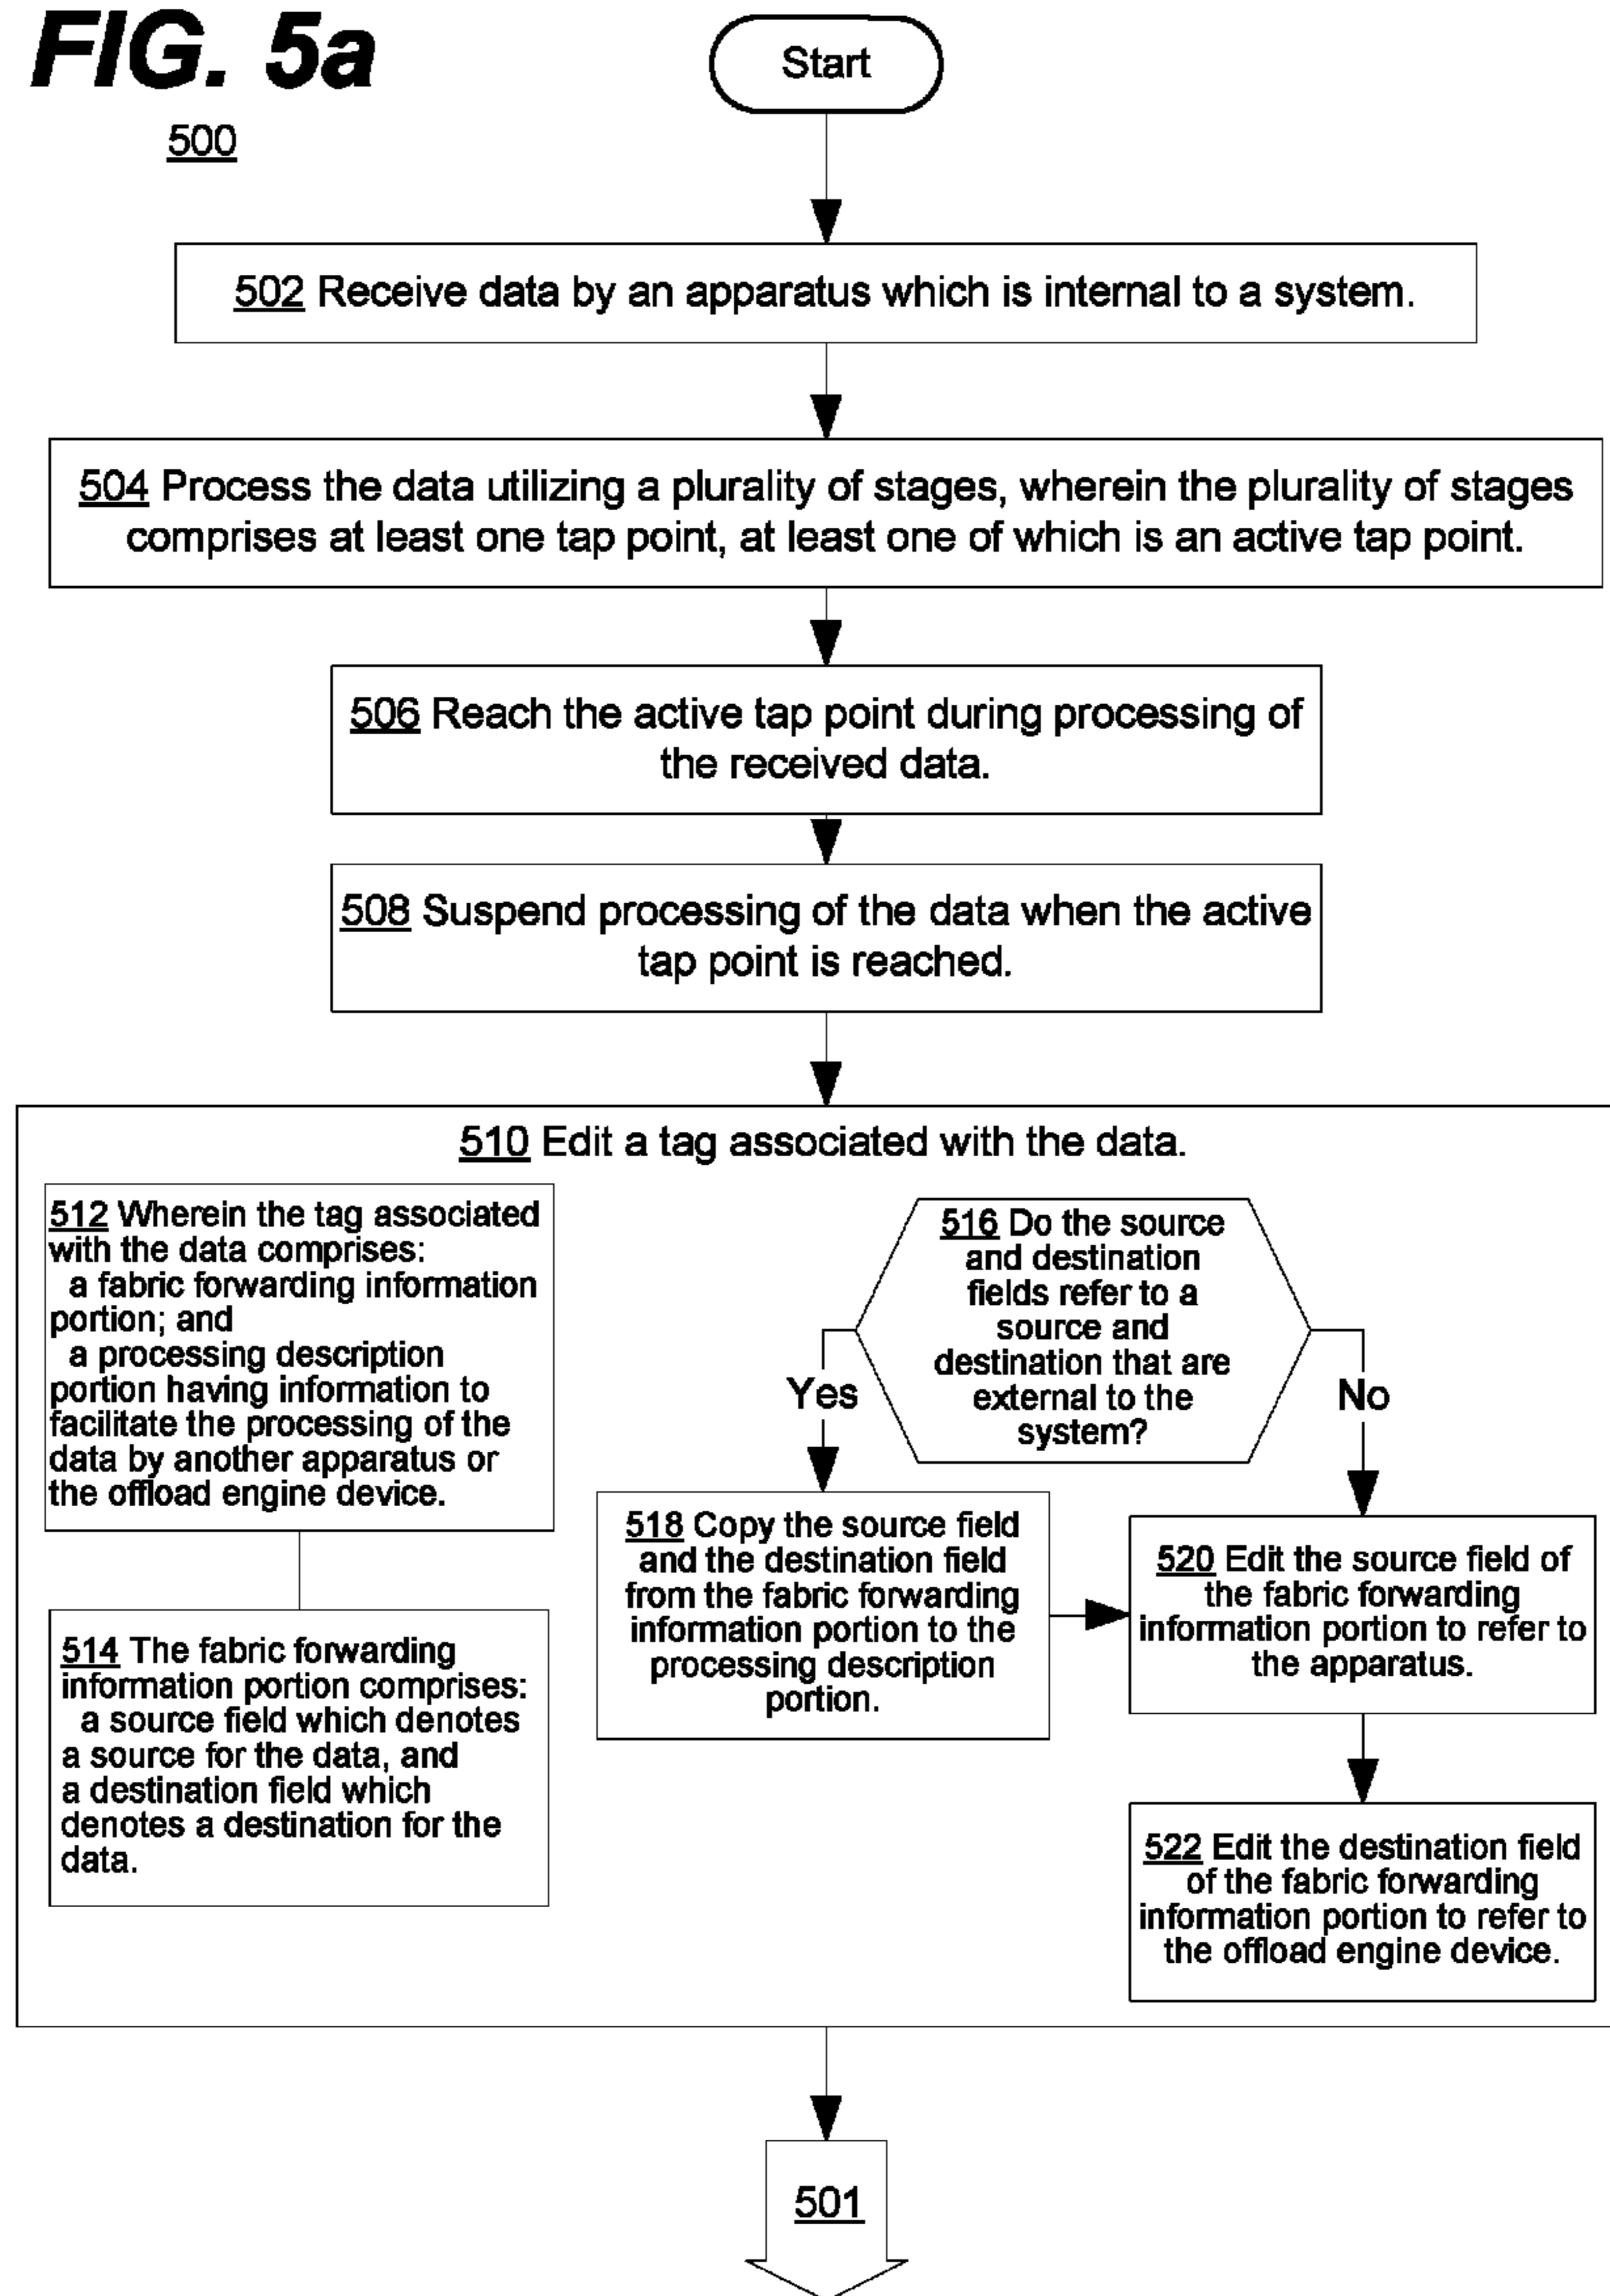 FIG. 5a
500
Start
502 Receive data by an apparatus which is internal to a system.
504 Process the data utilizing a plurality of stages, wherein the plurality of stages
comprises at least one tap point, at least one of which is an active tap point.
506 Reach the active tap point during processing of
the received data.
508 Suspend processing of the data when the active
tap point is reached.
510 Edit a tag associated with the data.
512 Wherein the tag associated
with the data comprises:
a fabric forwarding information
portion; and
a processing description
portion having information to
facilitate the processing of the
data by another apparatus or
the offload engine device.
514 The fabric forwarding
information portion comprises:
a source field which denotes
a source for the data, and
a destination field which
denotes a destination for the
data.
516 Do the source
and destination
fields refer to a
source and
destination that are
external to the
system?
Yes
No
518 Copy the source field
and the destination field
from the fabric forwarding
information portion to the
processing description
portion.
520 Edit the source field of
the fabric forwarding
information portion to refer to
the apparatus.
522 Edit the destination field
of the fabric forwarding
information portion to refer to
the offload engine device.
501